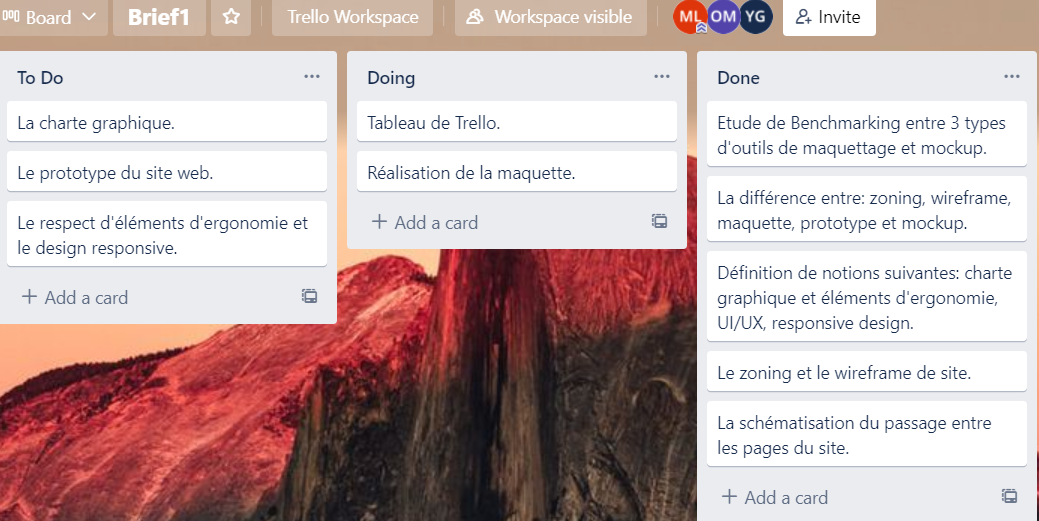 Board
Brief1
Trello Workspace
Workspace visible
ML
OM
YG
Invite
To Do
La charte graphique.
Le prototype du site web.
Le respect d'éléments d'ergonomie et
le design responsive.
+ Add a card
Doing
Tableau de Trello.
Réalisation de la maquette.
+ Add a card
Done
Etude de Benchmarking entre 3 types
d'outils de maquettage et mockup.
La différence entre: zoning, wireframe,
maquette, prototype et mockup.
Définition de notions suivantes: charte
graphique et éléments d'ergonomie,
UI/UX, responsive design.
Le zoning et le wireframe de site.
La schématisation du passage entre
les pages du site.
+ Add a card